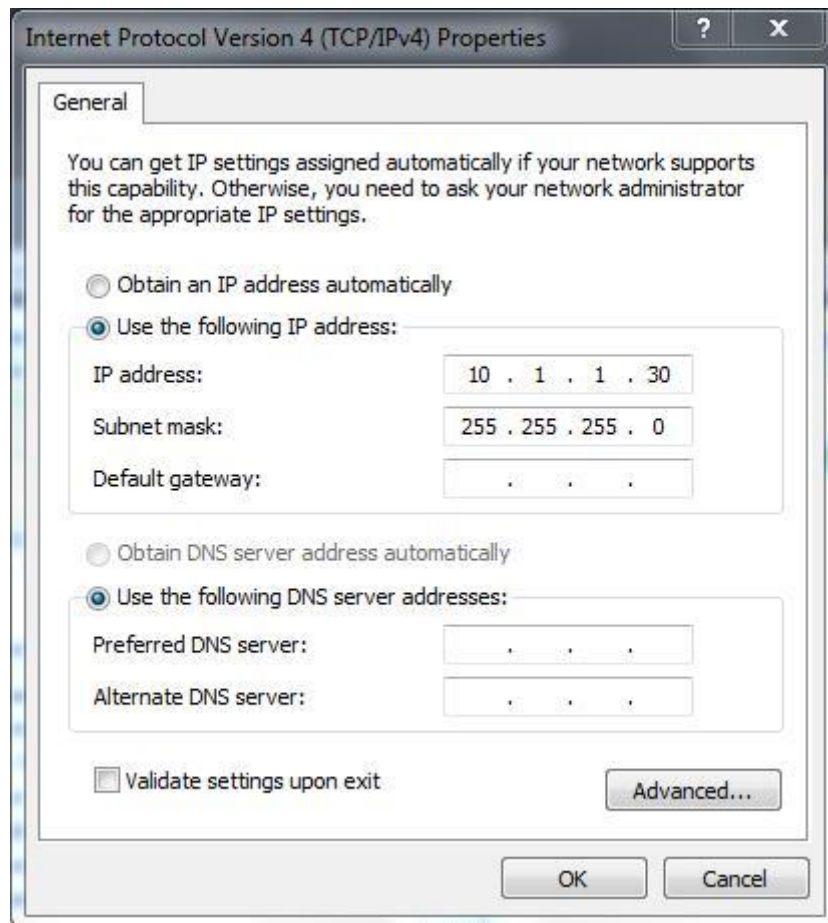 Internet Protocol Version 4 (TCP/IPv4) Properties
? X
General
You can get IP settings assigned automatically if your network supports
this capability. Otherwise, you need to ask your network administrator
for the appropriate IP settings.
Obtain an IP address automatically
Use the following IP address:
IP address: 10 . 1 . 1 . 30
Subnet mask: 255 . 255 . 255 . 0
Default gateway: . . .
Obtain DNS server address automatically
Use the following DNS server addresses:
Preferred DNS server: . . .
Alternate DNS server: . . .
Validate settings upon exit Advanced...
OK Cancel